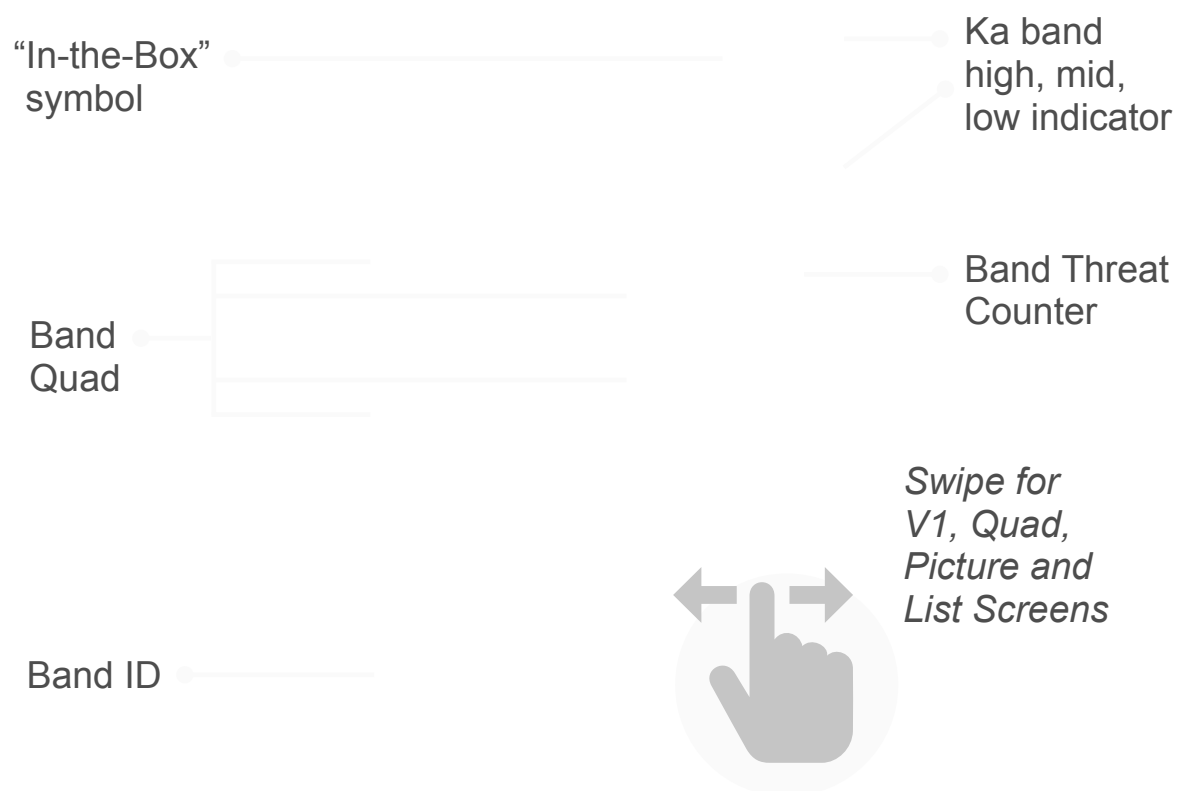 “In-the-Box”
symbol
Ka band
high, mid,
low indicator
Band Threat
Counter
Band
Quad
Swipe for
V1, Quad,
Picture and
List Screens
Band ID